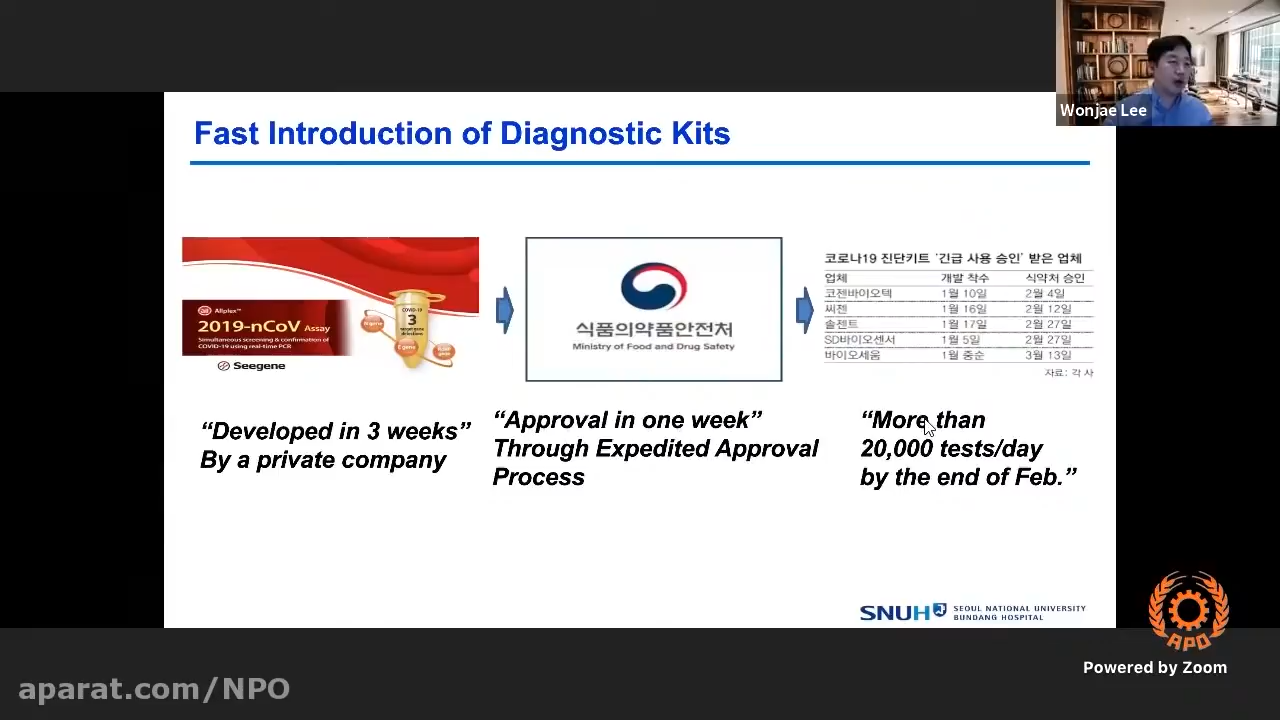 Wonjae Lee
Fast Introduction of Diagnostic Kits
Allplex™
2019-nCoV Assay
Simultaneous screening & confirmation of
COVID-19 using real-time PCR
Seegene
COVID-19
3
E gene
식품의약품안전처
Ministry of Food and Drug Safety
코로나19 진단키트 '긴급 사용 승인' 받은 업체
업체 개발 착수 식약처 승인
코젠바이오텍 1월 10일 2월 4일
씨젠 1월 16일 2월 12일
솔젠트 1월 17일 2월 27일
SD바이오센서 1월 5일 2월 27일
바이오세움 1월 중순 3월 13일
자료: 각 사
“Developed in 3 weeks”
By a private company
“Approval in one week”
Through Expedited Approval
Process
“More than
20,000 tests/day
by the end of Feb.”
SNUH SEOUL NATIONAL UNIVERSITY
BUNDANG HOSPITAL
APO
Powered by Zoom
aparat.com/NPO